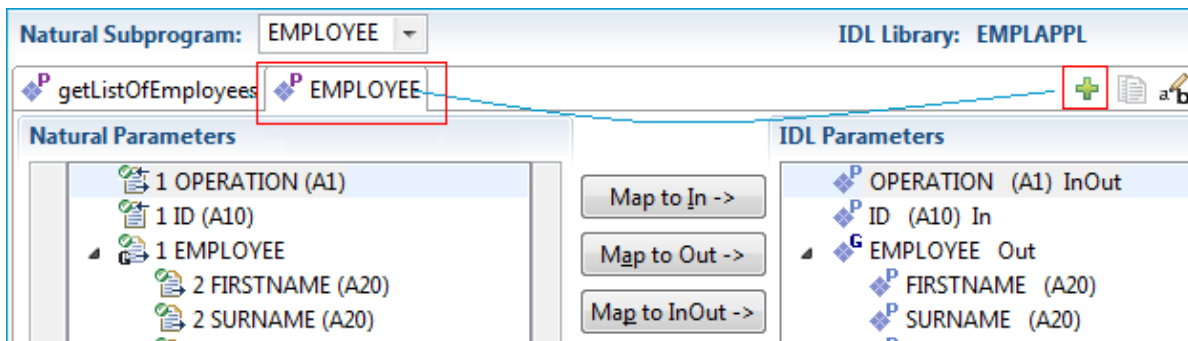 Natural Subprogram: EMPLOYEE IDL Library: EMPLAPPL
getListOfEmployees EMPLOYEE
Natural Parameters
1 OPERATION (A1)
1 ID (A10)
1 EMPLOYEE
2 FIRSTNAME (A20)
2 SURNAME (A20)
Map to In ->
Map to Out ->
Map to InOut ->
IDL Parameters
OPERATION (A1) InOut
ID (A10) In
EMPLOYEE Out
FIRSTNAME (A20)
SURNAME (A20)